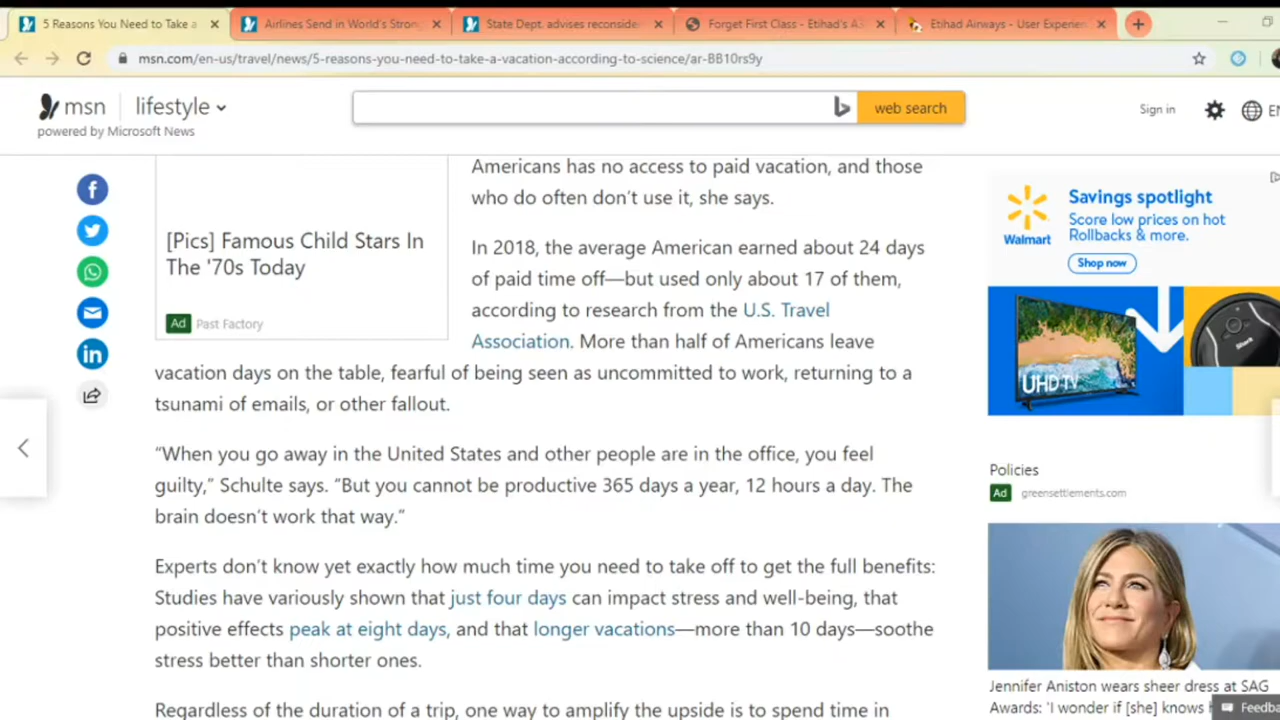 5 Reasons You Need to Take a
Airlines Send in World's Strong
State Dept. advises reconside
Forget First Class - Etihad's A3
Etihad Airways - User Experien
msn.com/en-us/travel/news/5-reasons-you-need-to-take-a-vacation-according-to-science/ar-BB10rs9y
msn
lifestyle
powered by Microsoft News
web search
Sign in
EN
[Pics] Famous Child Stars In
The '70s Today
Ad Past Factory
Americans has no access to paid vacation, and those
who do often don't use it, she says.
In 2018, the average American earned about 24 days
of paid time off—but used only about 17 of them,
according to research from the U.S. Travel
Association. More than half of Americans leave
vacation days on the table, fearful of being seen as uncommitted to work, returning to a
tsunami of emails, or other fallout.
“When you go away in the United States and other people are in the office, you feel
guilty,” Schulte says. “But you cannot be productive 365 days a year, 12 hours a day. The
brain doesn't work that way.”
Experts don't know yet exactly how much time you need to take off to get the full benefits:
Studies have variously shown that just four days can impact stress and well-being, that
positive effects peak at eight days, and that longer vacations—more than 10 days—soothe
stress better than shorter ones.
Regardless of the duration of a trip, one way to amplify the upside is to spend time in
Walmart
Savings spotlight
Score low prices on hot
Rollbacks & more.
Shop now
UHD TV
Shark
Policies
Ad greensettlements.com
Jennifer Aniston wears sheer dress at SAG
Awards: 'I wonder if [she] knows
Feedba